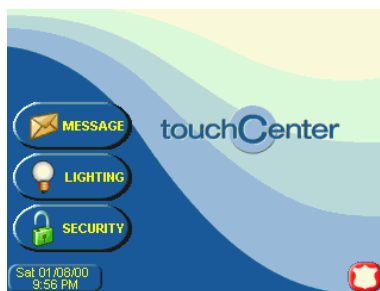 MESSAGE
touchCenter
LIGHTING
SECURITY
Sat 01/08/00
9:56 PM